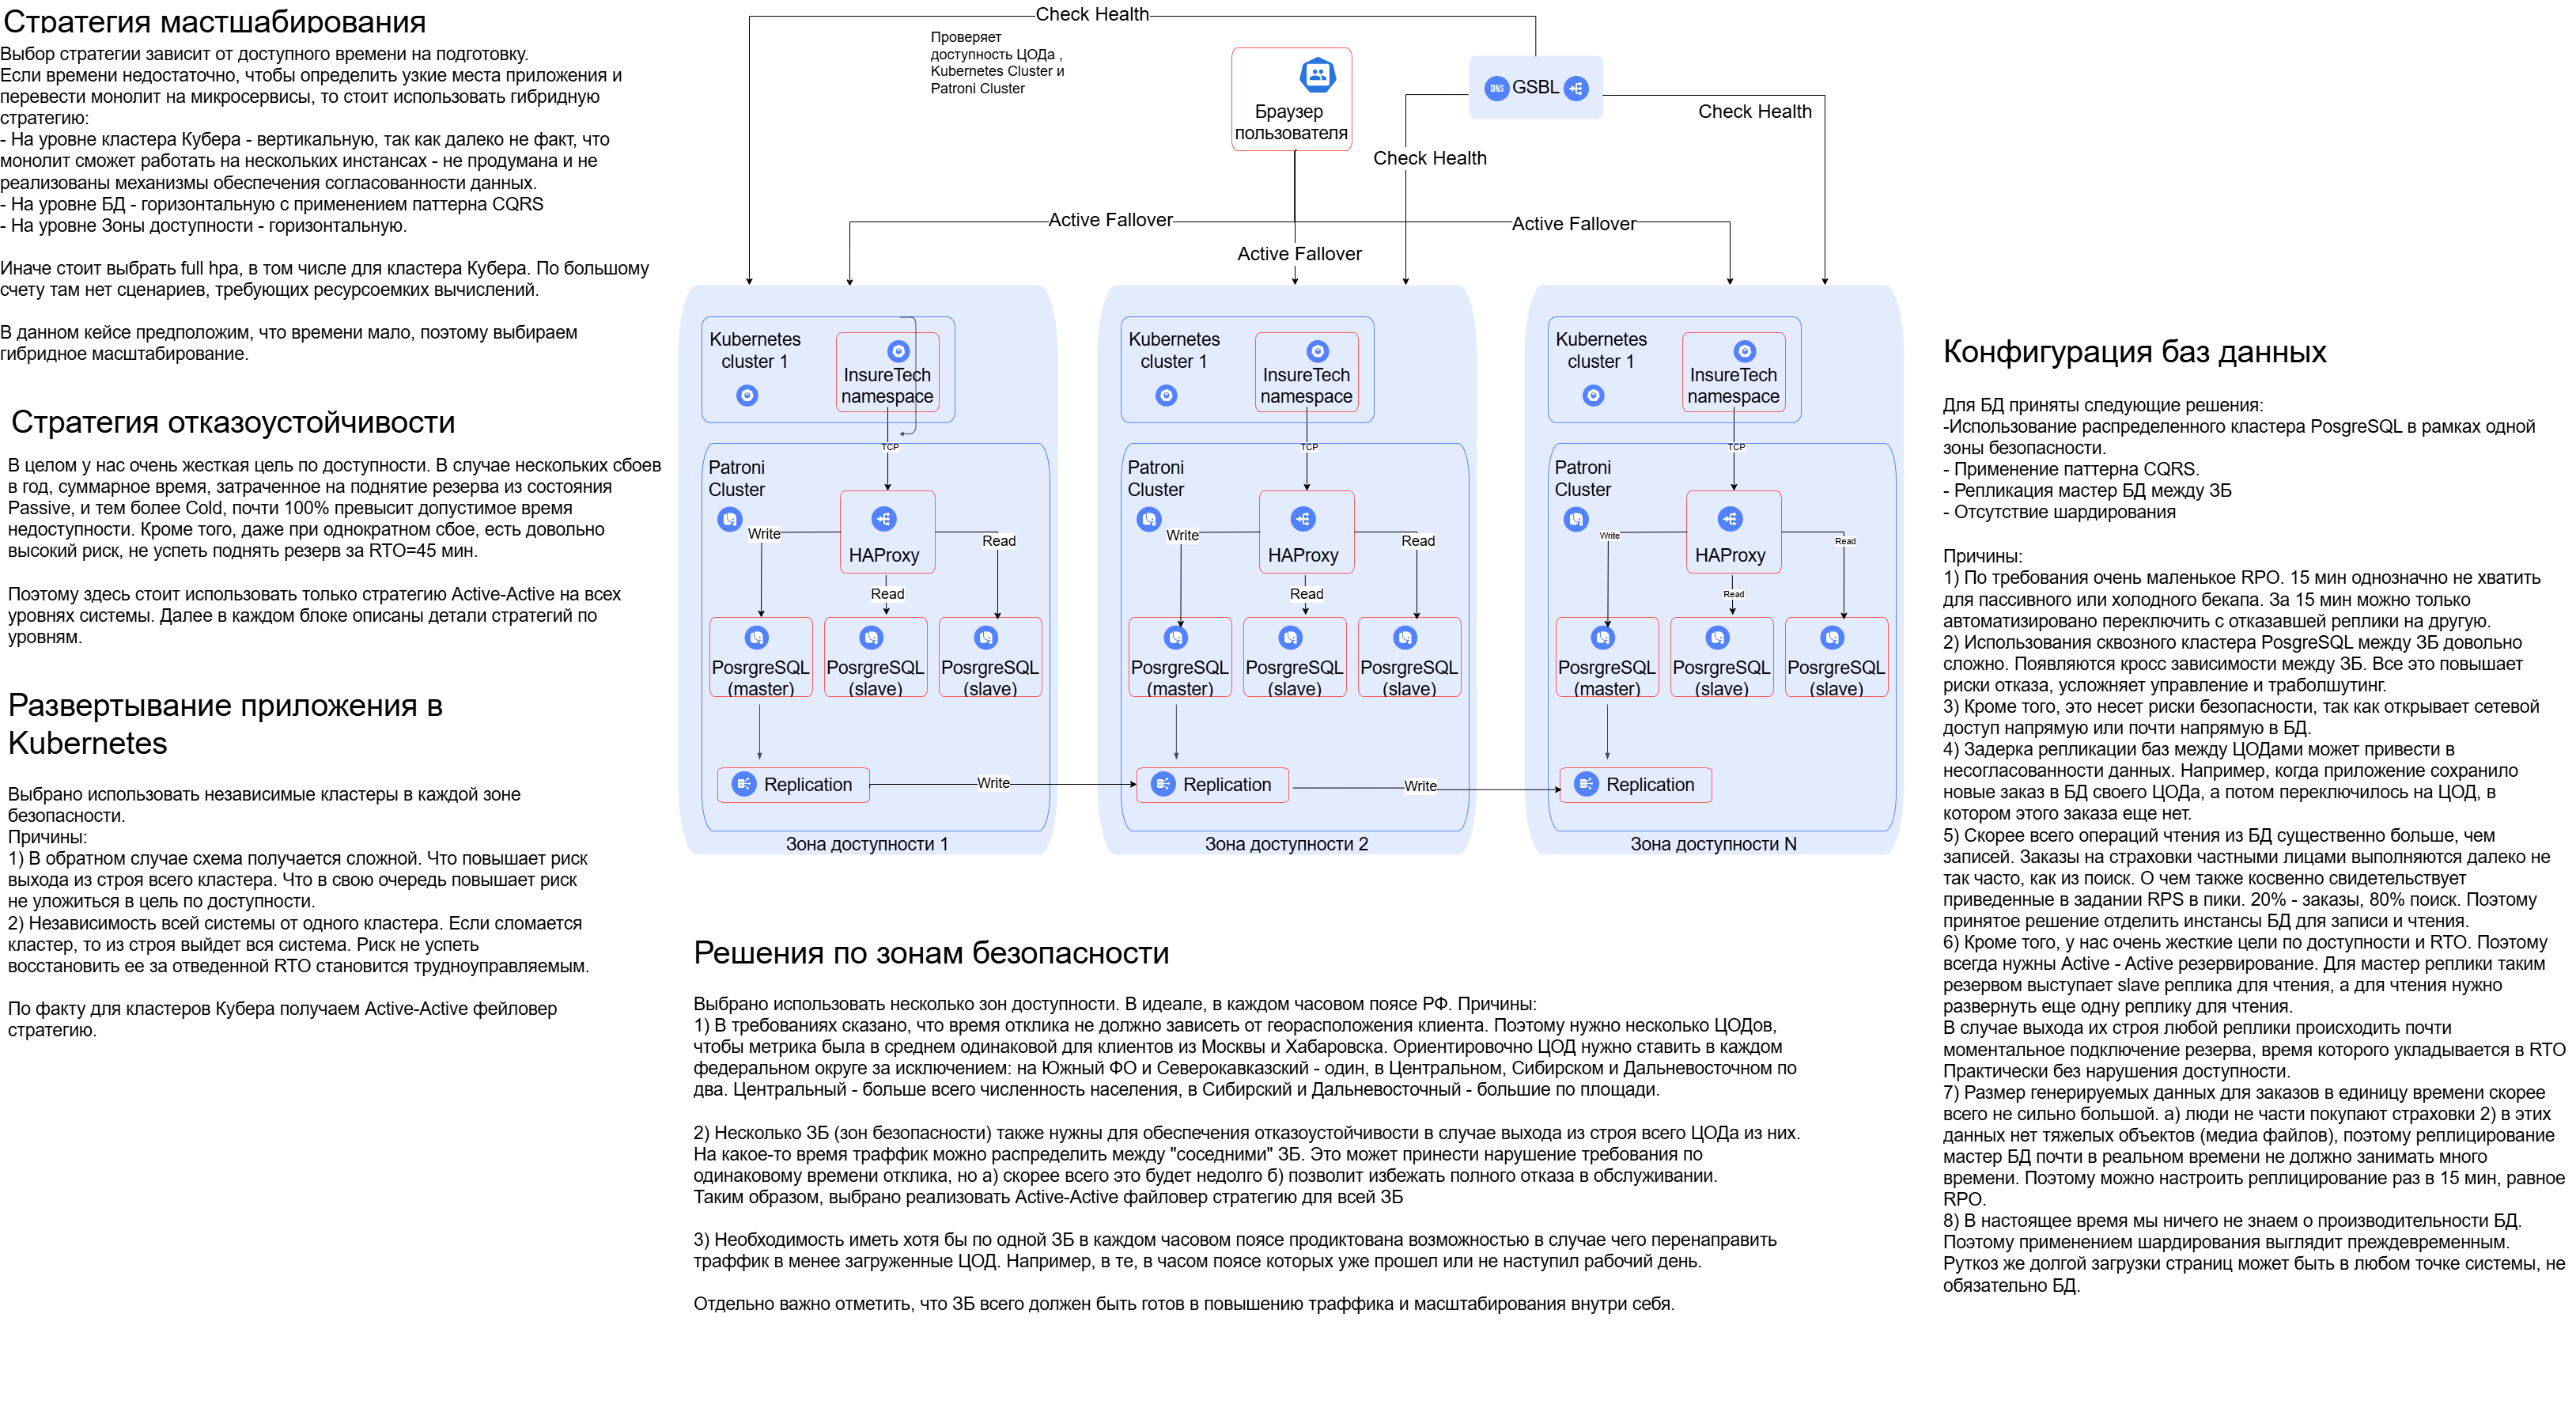 Стратегия мастшабирования
Выбор стратегии зависит от доступного времени на подготовку.
Если времени недостаточно, чтобы определить узкие места приложения и
перевести монолит на микросервисы, то стоит использовать гибридную
стратегию:
- На уровне кластера Кубера - вертикальную, так как далеко не факт, что
монолит сможет работать на нескольких инстансах - не продумана и не
реализованы механизмы обеспечения согласованности данных.
- На уровне БД - горизонтальную с применением паттерна CQRS
- На уровне Зоны доступности - горизонтальную.
Иначе стоит выбрать full hpa, в том числе для кластера Кубера. По большому
счету там нет сценариев, требующих ресурсоемких вычислений.
В данном кейсе предположим, что времени мало, поэтому выбираем
гибридное масштабирование.
Стратегия отказоустойчивости
В целом у нас очень жесткая цель по доступности. В случае нескольких сбоев
в год, суммарное время, затраченное на поднятие резерва из состояния
Passive, и тем более Cold, почти 100% превысит допустимое время
недоступности. Кроме того, даже при однократном сбое, есть довольно
высокий риск, не успеть поднять резерв за RTO=45 мин.
Поэтому здесь стоит использовать только стратегию Active-Active на всех
уровнях системы. Далее в каждом блоке описаны детали стратегий по
уровням.
Развертывание приложения в
Kubernetes
Выбрано использовать независимые кластеры в каждой зоне
безопасности.
Причины:
1) В обратном случае схема получается сложной. Что повышает риск
выхода из строя всего кластера. Что в свою очередь повышает риск
не уложиться в цель по доступности.
2) Независимость всей системы от одного кластера. Если сломается
кластер, то из строя выйдет вся система. Риск не успеть
восстановить ее за отведенной RTO становится трудноуправляемым.
По факту для кластеров Кубера получаем Active-Active фейловер
стратегию.
Check Health
Проверяет
доступность ЦОДа ,
Kubernetes Cluster и
Patroni Cluster
Браузер
пользователя
DNS
GSBL
Check Health
Check Health
Active Fallover
Active Fallover
Active Fallover
Kubernetes
cluster 1
InsureTech
namespace
TCP
Patroni
Cluster
Write
HAProxy
Read
Read
PosrgreSQL
(master)
PosrgreSQL
(slave)
PosrgreSQL
(slave)
Replication
Write
Зона доступности 1
Kubernetes
cluster 1
InsureTech
namespace
TCP
Patroni
Cluster
Write
HAProxy
Read
Read
PosrgreSQL
(master)
PosrgreSQL
(slave)
PosrgreSQL
(slave)
Replication
Write
Зона доступности 2
Kubernetes
cluster 1
InsureTech
namespace
TCP
Patroni
Cluster
Write
HAProxy
Read
Read
PosrgreSQL
(master)
PosrgreSQL
(slave)
PosrgreSQL
(slave)
Replication
Зона доступности N
Решения по зонам безопасности
Выбрано использовать несколько зон доступности. В идеале, в каждом часовом поясе РФ. Причины:
1) В требованиях сказано, что время отклика не должно зависеть от георасположения клиента. Поэтому нужно несколько ЦОДов,
чтобы метрика была в среднем одинаковой для клиентов из Москвы и Хабаровска. Ориентировочно ЦОД нужно ставить в каждом
федеральном округе за исключением: на Южный ФО и Северокавказский - один, в Центральном, Сибирском и Дальневосточном по
два. Центральный - больше всего численность населения, в Сибирский и Дальневосточный - большие по площади.
2) Несколько ЗБ (зон безопасности) также нужны для обеспечения отказоустойчивости в случае выхода из строя всего ЦОДа из них.
На какое-то время траффик можно распределить между "соседними" ЗБ. Это может принести нарушение требования по
одинаковому времени отклика, но а) скорее всего это будет недолго б) позволит избежать полного отказа в обслуживании.
Таким образом, выбрано реализовать Active-Active файловер стратегию для всей ЗБ
3) Необходимость иметь хотя бы по одной ЗБ в каждом часовом поясе продиктована возможностью в случае чего перенаправить
траффик в менее загруженные ЦОД. Например, в те, в часом поясе которых уже прошел или не наступил рабочий день.
Отдельно важно отметить, что ЗБ всего должен быть готов в повышению траффика и масштабирования внутри себя.
Конфигурация баз данных
Для БД приняты следующие решения:
-Использование распределенного кластера PosgreSQL в рамках одной
зоны безопасности.
- Применение паттерна CQRS.
- Репликация мастер БД между ЗБ
- Отсутствие шардирования
Причины:
1) По требования очень маленькое RPO. 15 мин однозначно не хватить
для пассивного или холодного бекапа. За 15 мин можно только
автоматизировано переключить с отказавшей реплики на другую.
2) Использования сквозного кластера PosgreSQL между ЗБ довольно
сложно. Появляются кросс зависимости между ЗБ. Все это повышает
риски отказа, усложняет управление и траболшутинг.
3) Кроме того, это несет риски безопасности, так как открывает сетевой
доступ напрямую или почти напрямую в БД.
4) Задерка репликации баз между ЦОДами может привести в
несогласованности данных. Например, когда приложение сохранило
новые заказ в БД своего ЦОДа, а потом переключилось на ЦОД, в
котором этого заказа еще нет.
5) Скорее всего операций чтения из БД существенно больше, чем
записей. Заказы на страховки частными лицами выполняются далеко не
так часто, как из поиск. О чем также косвенно свидетельствует
приведенные в задании RPS в пики. 20% - заказы, 80% поиск. Поэтому
принятое решение отделить инстансы БД для записи и чтения.
6) Кроме того, у нас очень жесткие цели по доступности и RTO. Поэтому
всегда нужны Active - Active резервирование. Для мастер реплики таким
резервом выступает slave реплика для чтения, а для чтения нужно
развернуть еще одну реплику для чтения.
В случае выхода их строя любой реплики происходить почти
моментальное подключение резерва, время которого укладывается в RTO
Практически без нарушения доступности.
7) Размер генерируемых данных для заказов в единицу времени скорее
всего не сильно большой. а) люди не части покупают страховки 2) в этих
данных нет тяжелых объектов (медиа файлов), поэтому реплицирование
мастер БД почти в реальном времени не должно занимать много
времени. Поэтому можно настроить реплицирование раз в 15 мин, равное
RPO.
8) В настоящее время мы ничего не знаем о производительности БД.
Поэтому применением шардирования выглядит преждевременным.
Руткоз же долгой загрузки страниц может быть в любом точке системы, не
обязательно БД.